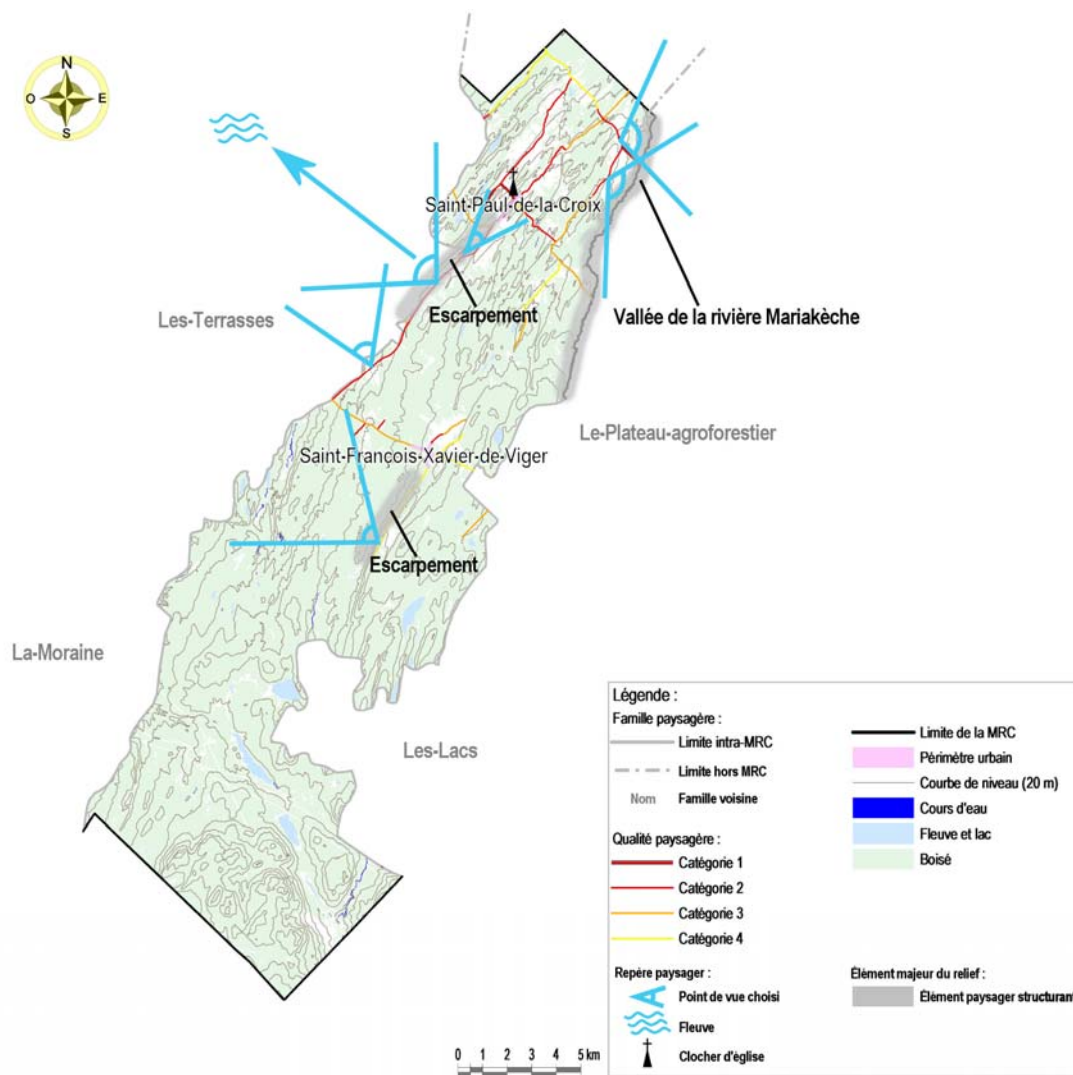 N
O E
S
Saint-Paul-de-la-Croix
Escarpement
Les-Terrasses
Vallée de la rivière Mariakèche
Le-Plateau-agroforestier
Saint-François-Xavier-de-Viger
Escarpement
La-Moraine
Les-Lacs
Légende :
Famille paysagère :
Limite intra-MRC
Limite hors MRC
Nom Famille voisine
Qualité paysagère :
Catégorie 1
Catégorie 2
Catégorie 3
Catégorie 4
Repère paysager :
Point de vue choisi
Fleuve
Clocher d'église
Limite de la MRC
Périmètre urbain
Courbe de niveau (20 m)
Cours d'eau
Fleuve et lac
Boisé
Élément majeur du relief :
Élément paysager structurant
0 1 2 3 4 5 km